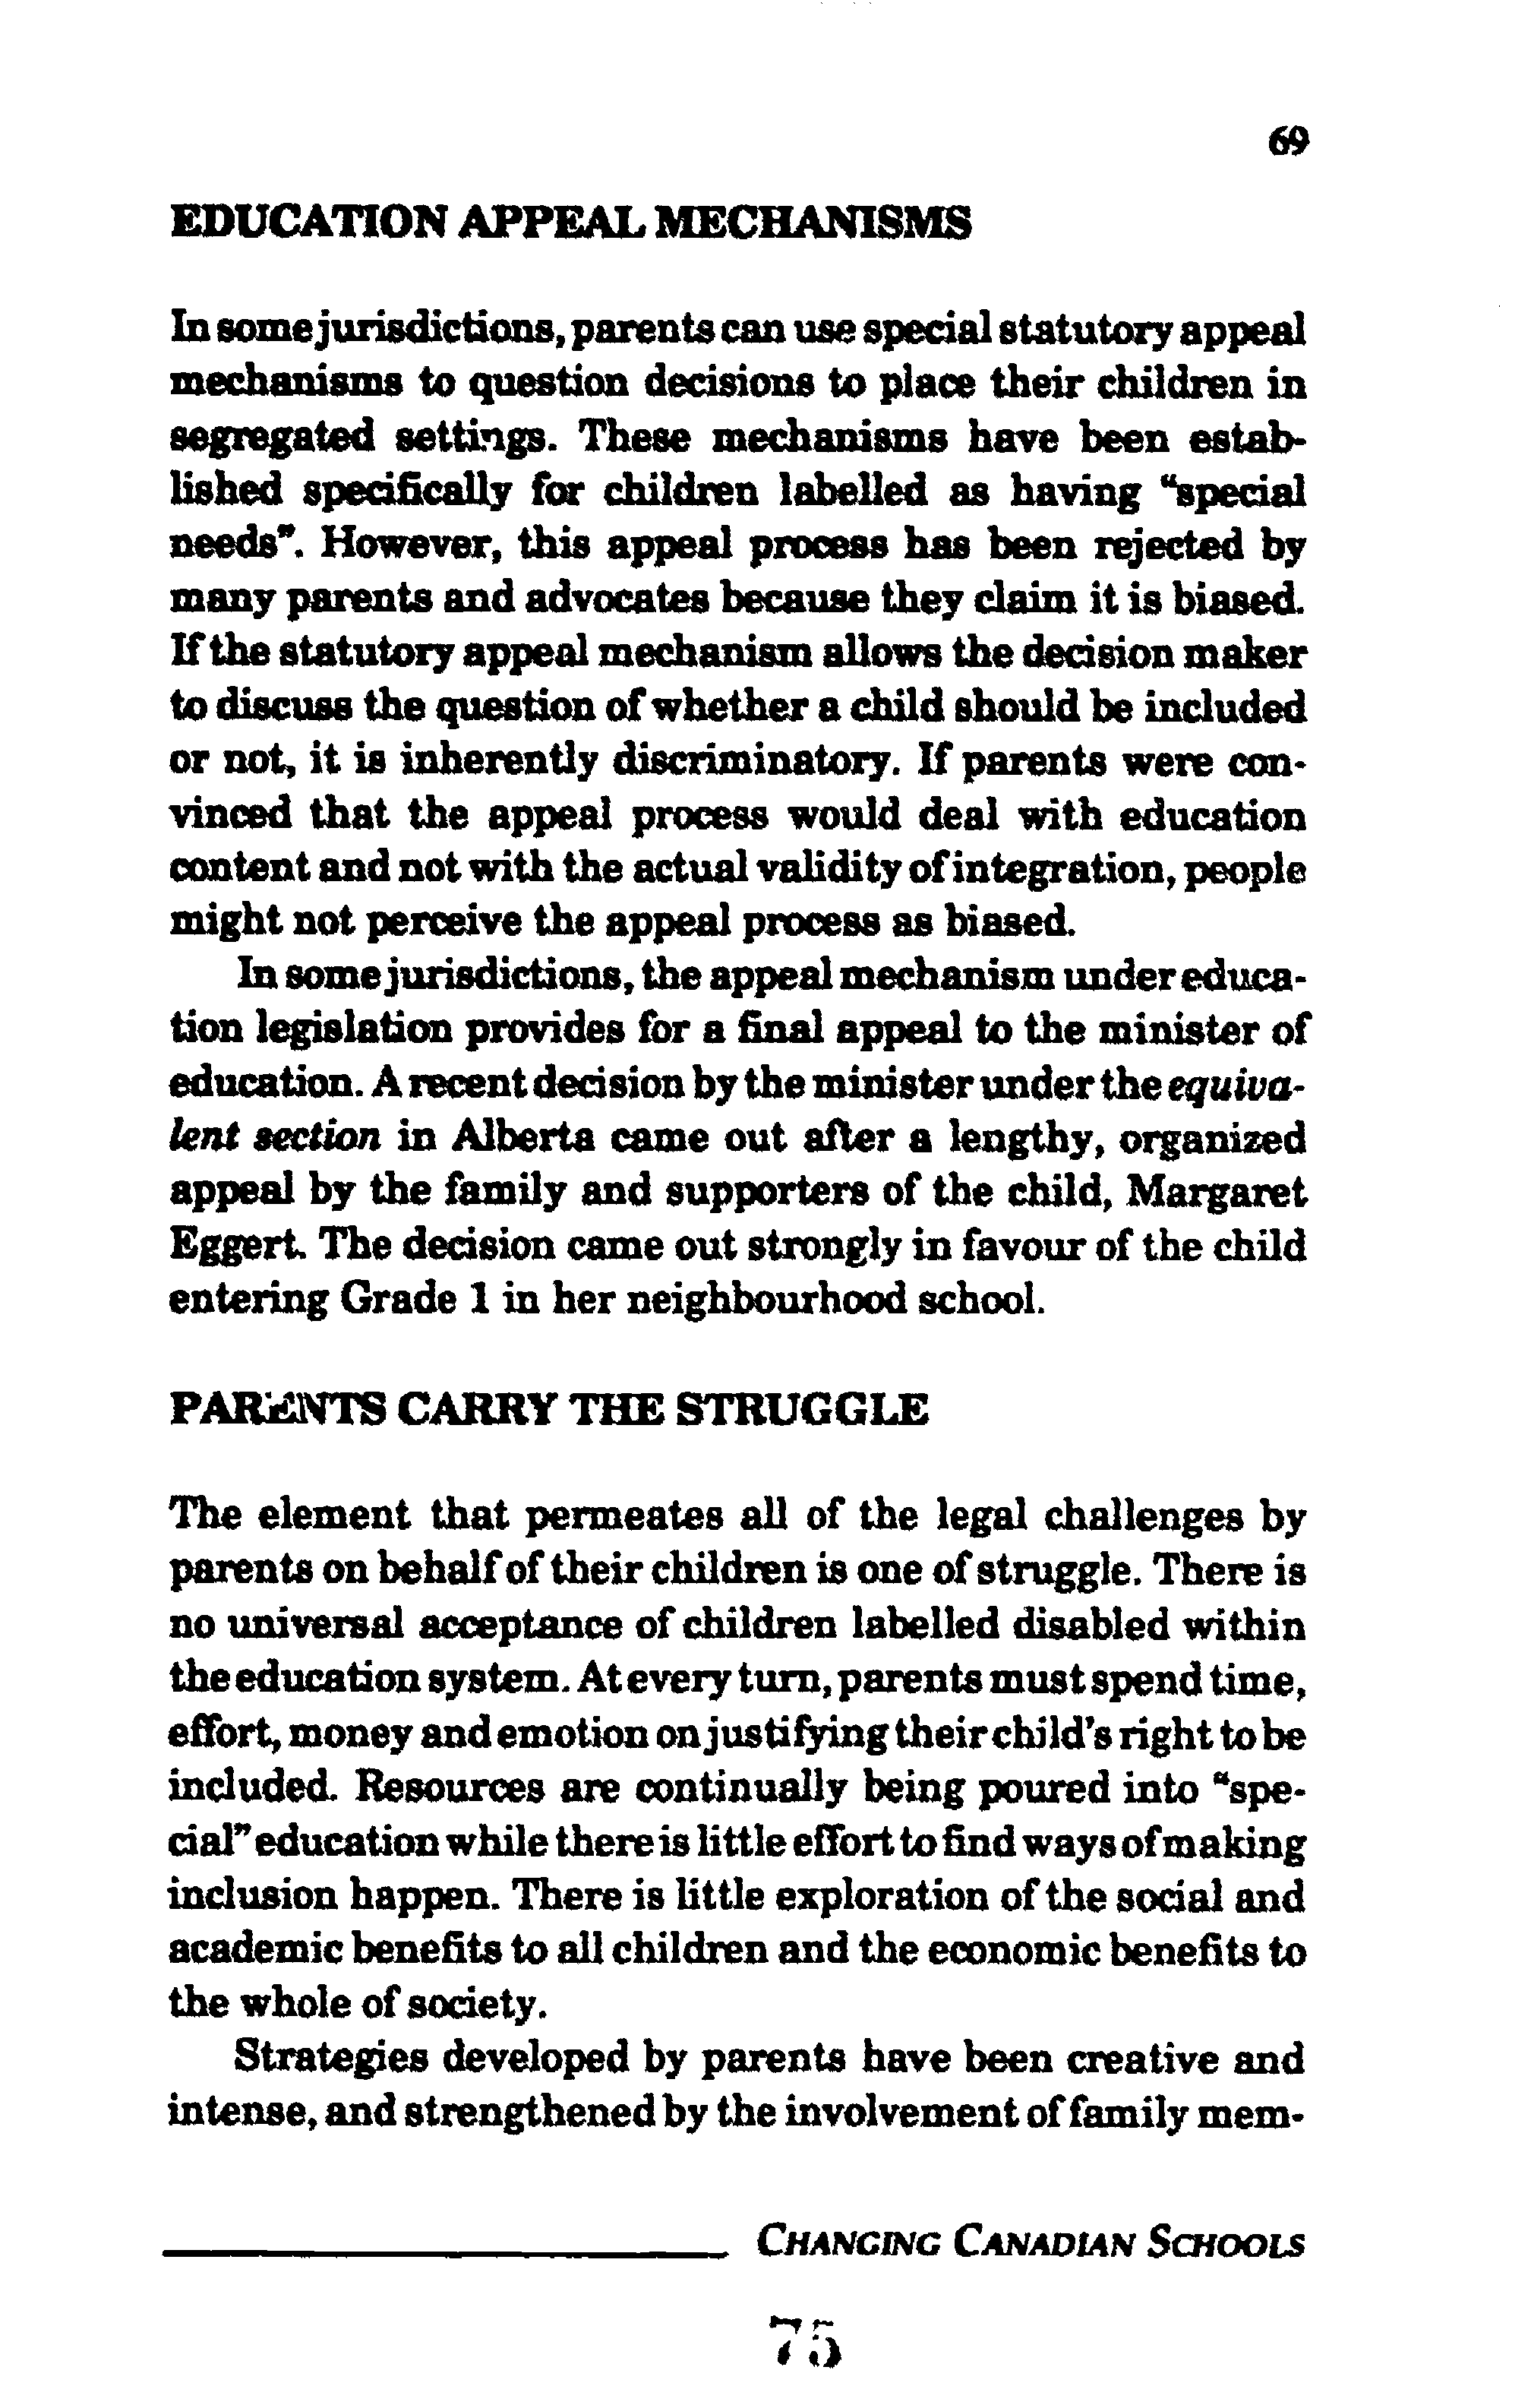 69
EDUCATION APPEAL MECHANISMS
In some jurisdictions, parents can use special statutory appeal
mechanisms to question decisions to place their children in
segregated settings. These mechanisms have been estab-
lished specifically for children labelled as having "special
needs". However, this appeal process has been rejected by
many parents and advocates because they claim it is biased.
If the statutory appeal mechanism allows the decision maker
to discuss the question of whether a child should be included
or not, it is inherently discriminatory. If parents were con-
vinced that the appeal process would deal with education
content and not with the actual validity of integration, people
might not perceive the appeal process as biased.
In some jurisdictions, the appeal mechanism under educa-
tion legislation provides for a final appeal to the minister of
education. A recent decision by the minister under the equiva-
lent section in Alberta came out after a lengthy, organized
appeal by the family and supporters of the child, Margaret
Eggert. The decision came out strongly in favour of the child
entering Grade 1 in her neighbourhood school.
PARENTS CARRY THE STRUGGLE
The element that permeates all of the legal challenges by
parents on behalf of their children is one of struggle. There is
no universal acceptance of children labelled disabled within
the education system. At every turn, parents must spend time,
effort, money and emotion on justifying their child's right to be
included. Resources are continually being poured into "spe-
cial" education while there is little effort to find ways of making
inclusion happen. There is little exploration of the social and
academic benefits to all children and the economic benefits to
the whole of society.
Strategies developed by parents have been creative and
intense, and strengthened by the involvement of family mem-
CHANGING CANADIAN SCHOOLS
75